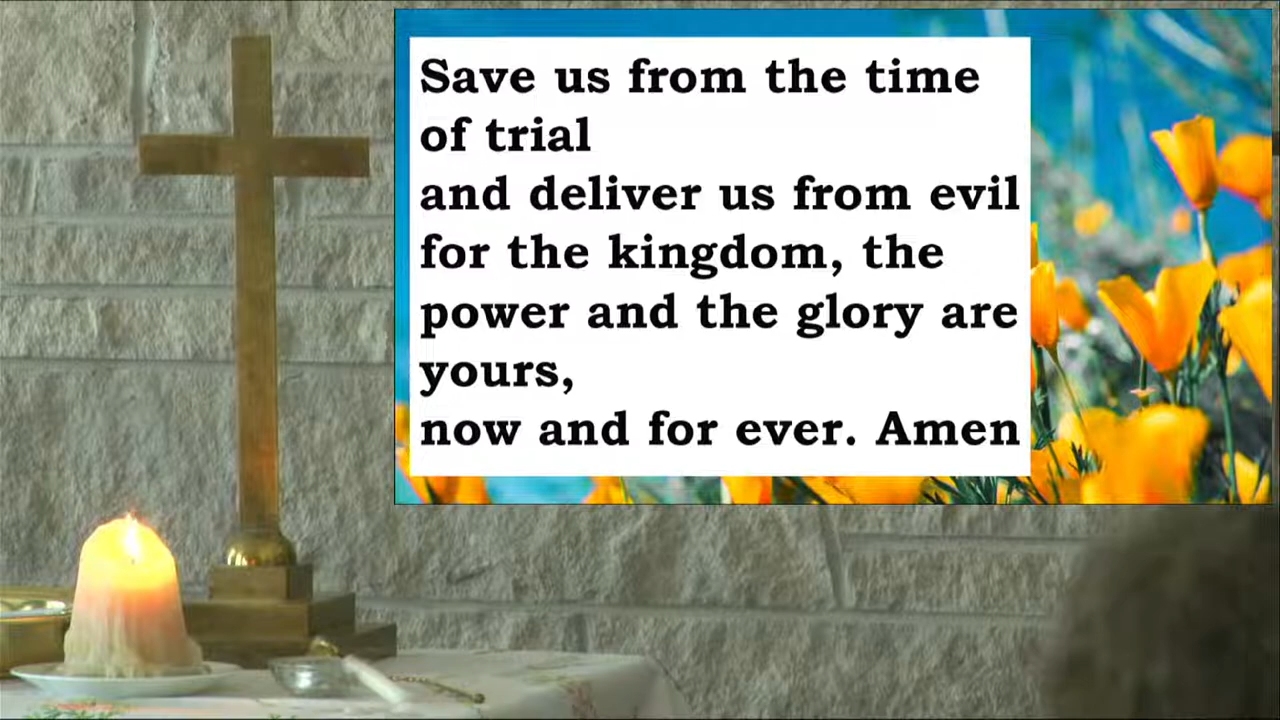 Save us from the time
of trial
and deliver us from evil
for the kingdom, the
power and the glory are
yours,
now and for ever. Amen